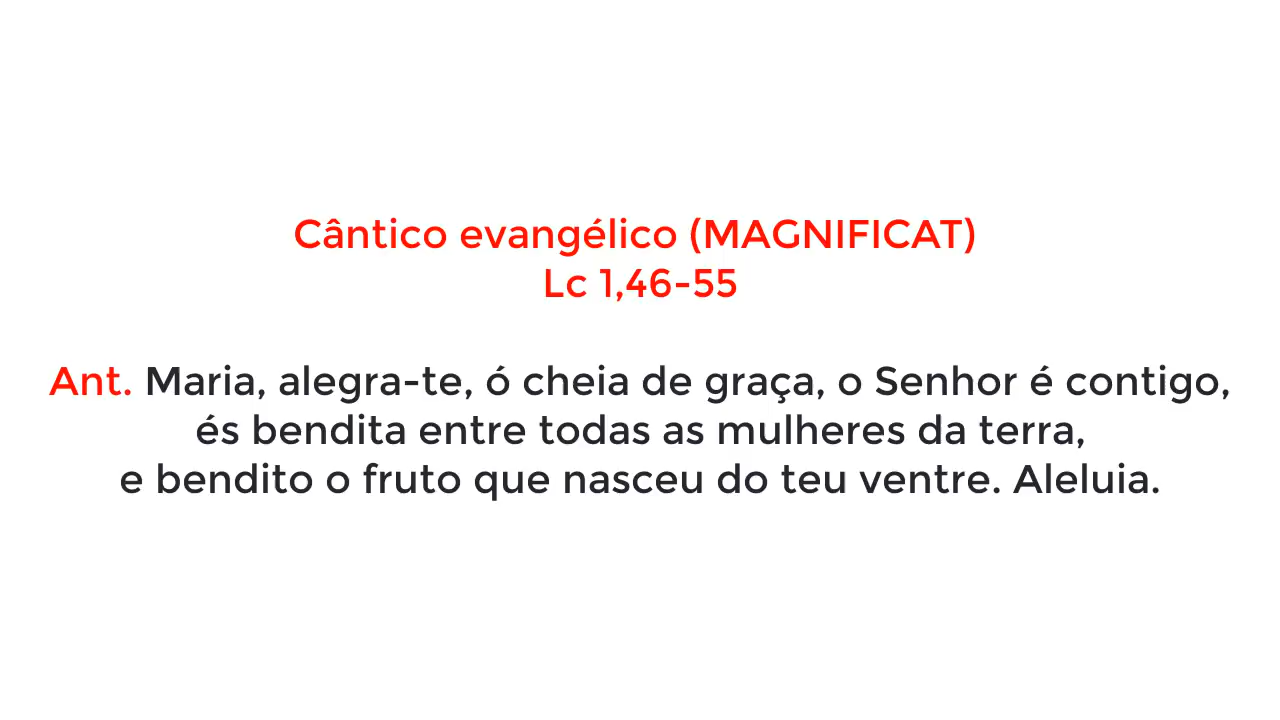 Cântico evangélico (MAGNIFICAT)
Lc 1,46-55
Ant. Maria, alegra-te, ó cheia de graça, o Senhor é contigo,
és bendita entre todas as mulheres da terra,
e bendito o fruto que nasceu do teu ventre. Aleluia.